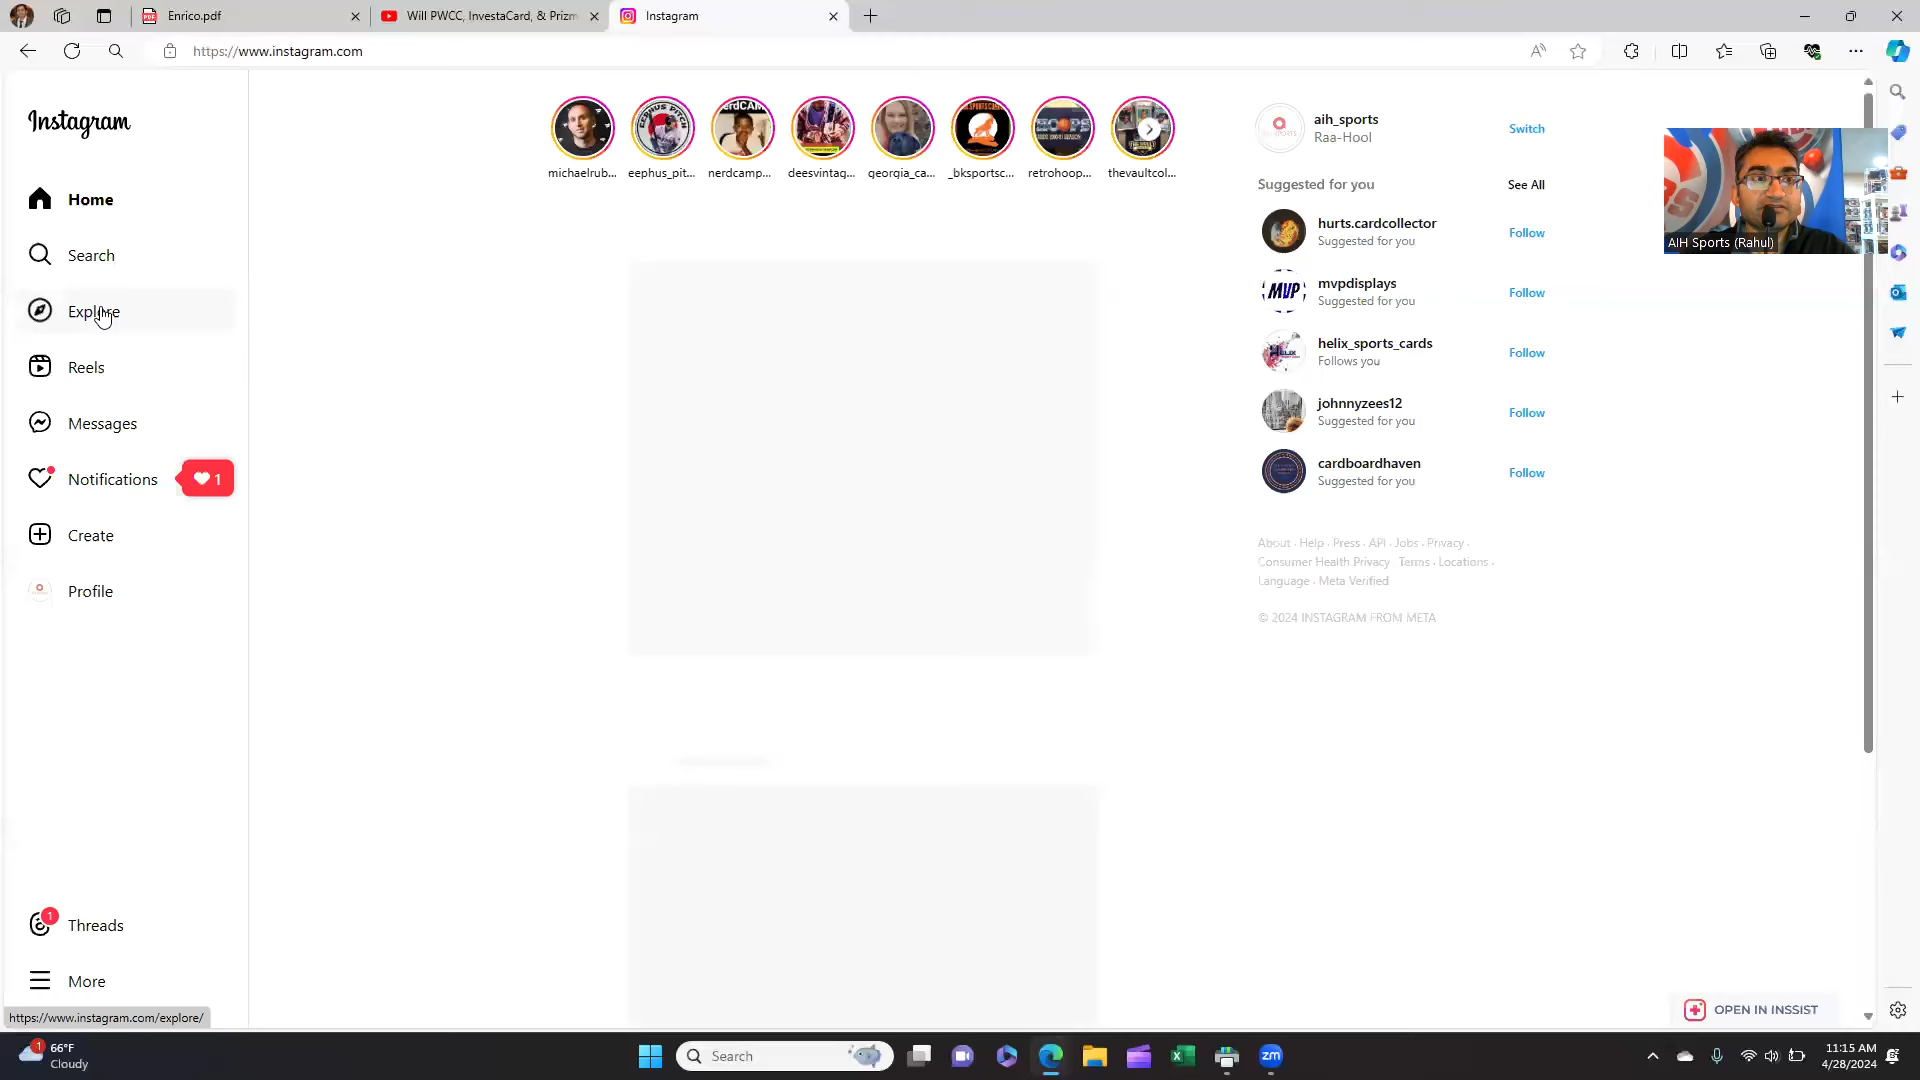 Enrico.pdf
Will PWCC, InvestaCard, & Prizm
Instagram
https://www.instagram.com
Instagram
Home
Search
Explore
Reels
Messages
Notifications
1
Create
Profile
1
Threads
More
https://www.instagram.com/explore/
michaelrub...
eephus_pit...
nerdcamp...
deesvintag...
georgia_ca...
_bksportsc...
retrohoop...
thevaultcol...
aih_sports
Raa-Hool
Switch
Suggested for you
See All
hurts.cardcollector
Suggested for you
Follow
MVP
mvpdisplays
Suggested for you
Follow
helix_sports_cards
Follows you
Follow
johnnyzees12
Suggested for you
Follow
cardboardhaven
Suggested for you
Follow
About · Help · Press · API · Jobs · Privacy ·
Consumer Health Privacy · Terms · Locations ·
Language · Meta Verified
© 2024 INSTAGRAM FROM META
AIH Sports (Rahul)
OPEN IN INSSIST
1
66°F
Cloudy
Search
zm
11:15 AM
4/28/2024